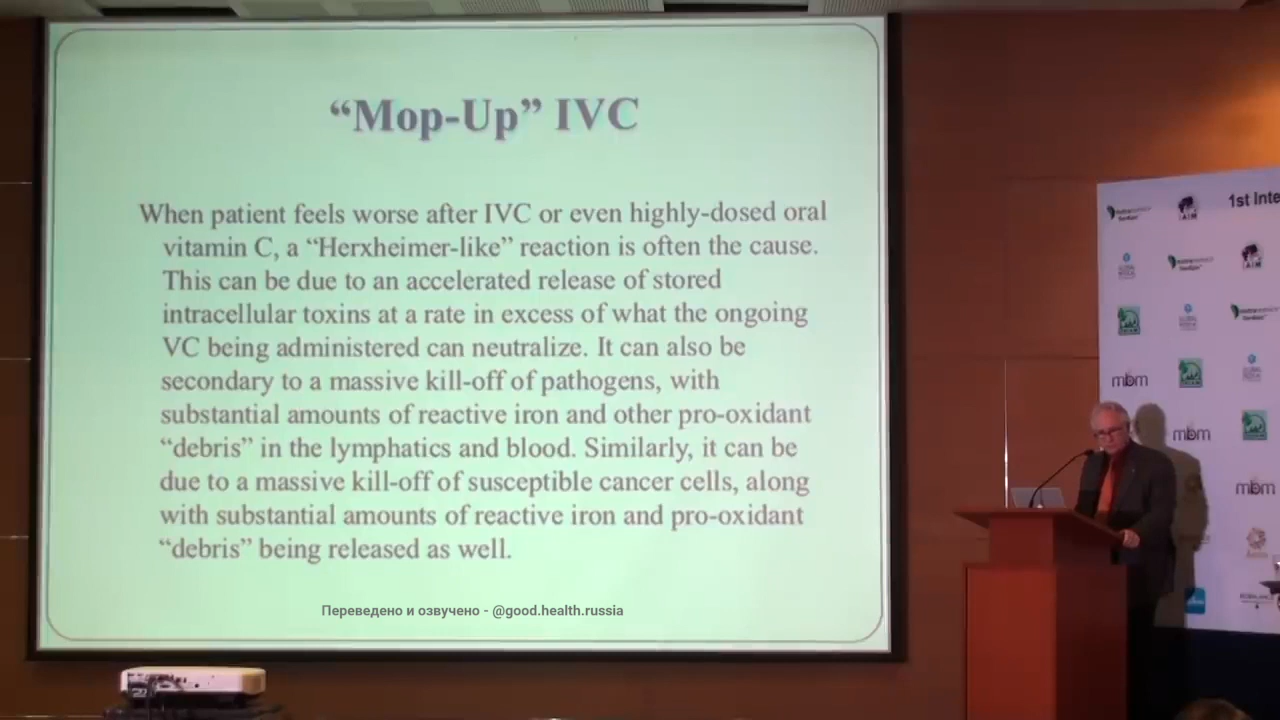 “Mop-Up” IVC
When patient feels worse after IVC or even highly-dosed oral
vitamin C, a “Herxheimer-like” reaction is often the cause.
This can be due to an accelerated release of stored
intracellular toxins at a rate in excess of what the ongoing
VC being administered can neutralize. It can also be
secondary to a massive kill-off of pathogens, with
substantial amounts of reactive iron and other pro-oxidant
“debris” in the lymphatics and blood. Similarly, it can be
due to a massive kill-off of susceptible cancer cells, along
with substantial amounts of reactive iron and pro-oxidant
“debris” being released as well.
Переведено и озвучено - @good.health.russia
1st Inte
AIM
mbm
mbm
mbm